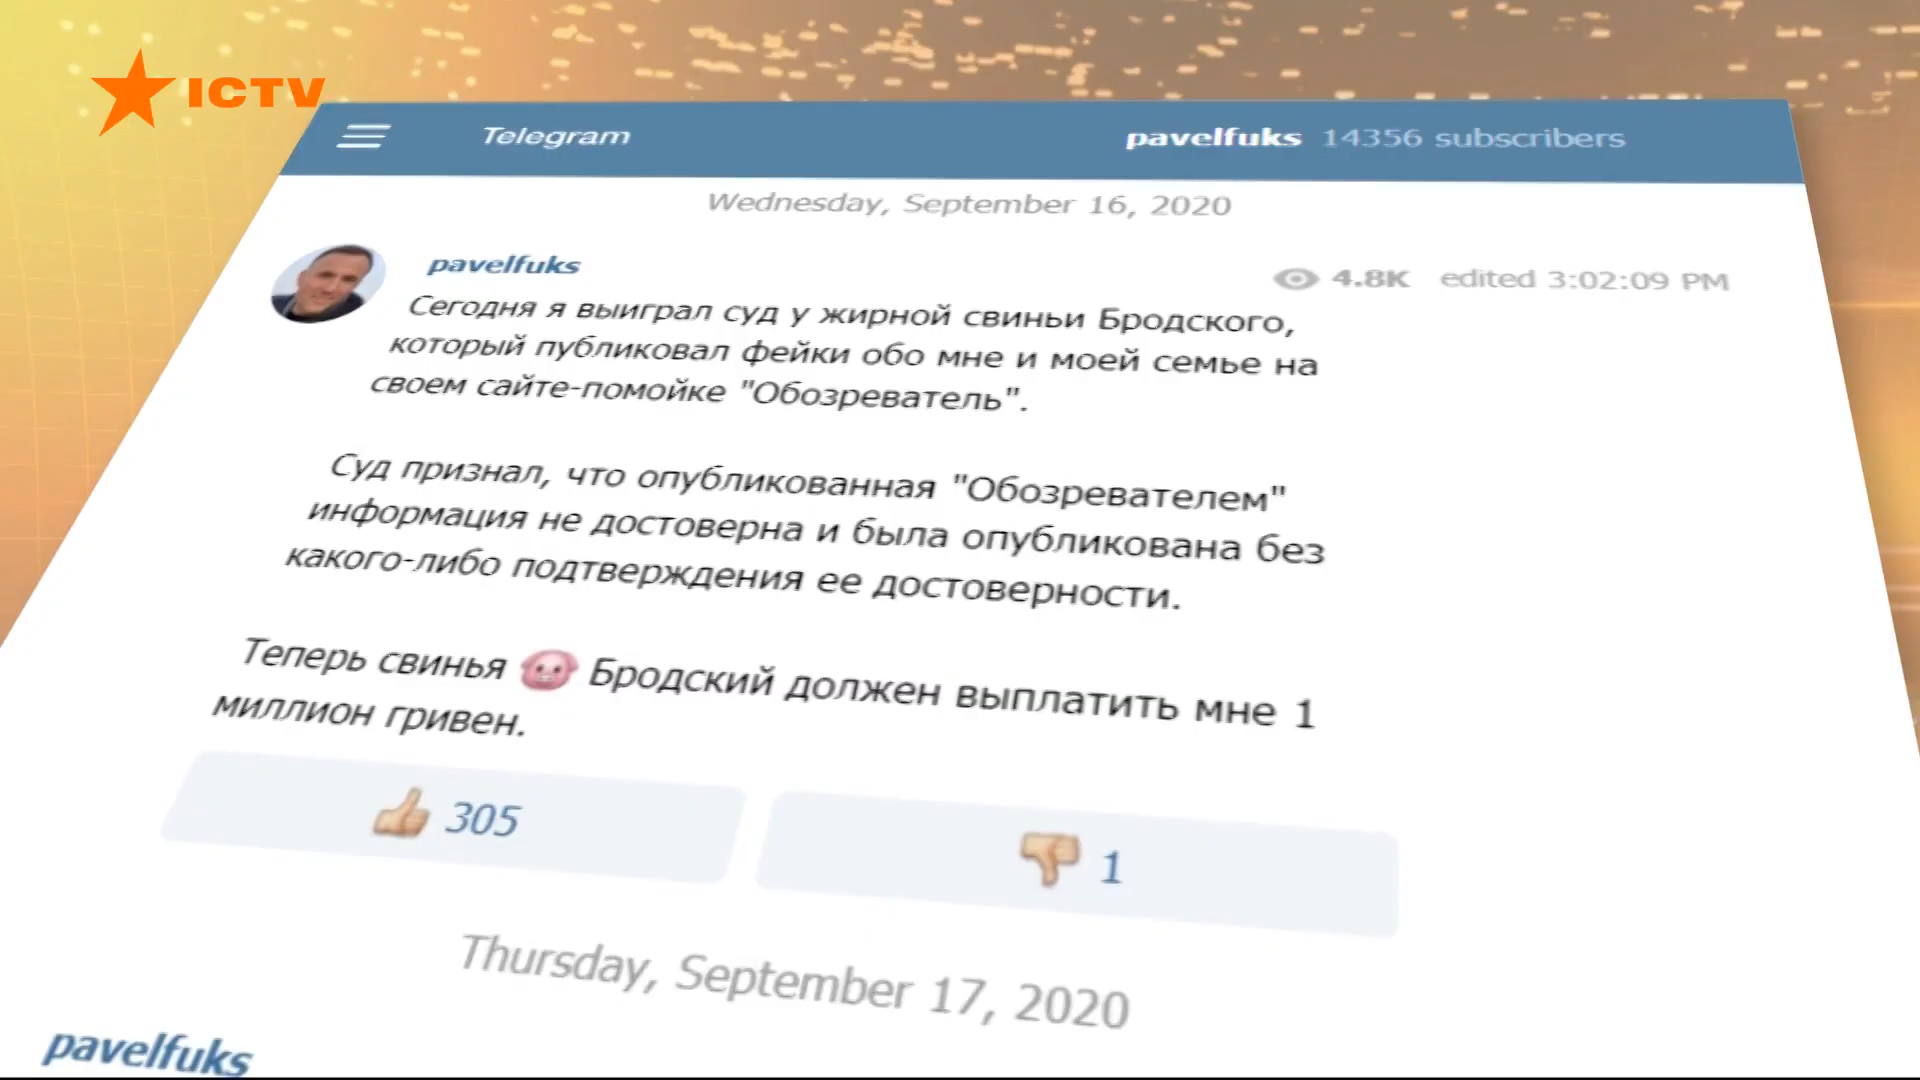 ICTV
Telegram
pavelfuks 14356 subscribers
Wednesday, September 16, 2020
pavelfuks
4.8K edited 3:02:09 PM
Сегодня я выиграл суд у жирной свиньи Бродского,
который публиковал фейки обо мне и моей семье на
своем сайте-помойке "Обозреватель".
Суд признал, что опубликованная "Обозревателем"
информация не достоверна и была опубликована без
какого-либо подтверждения ее достоверности.
Теперь свинья 🐷 Бродский должен выплатить мне 1
миллион гривен.
👍 305
👎 1
Thursday, September 17, 2020
pavelfuks